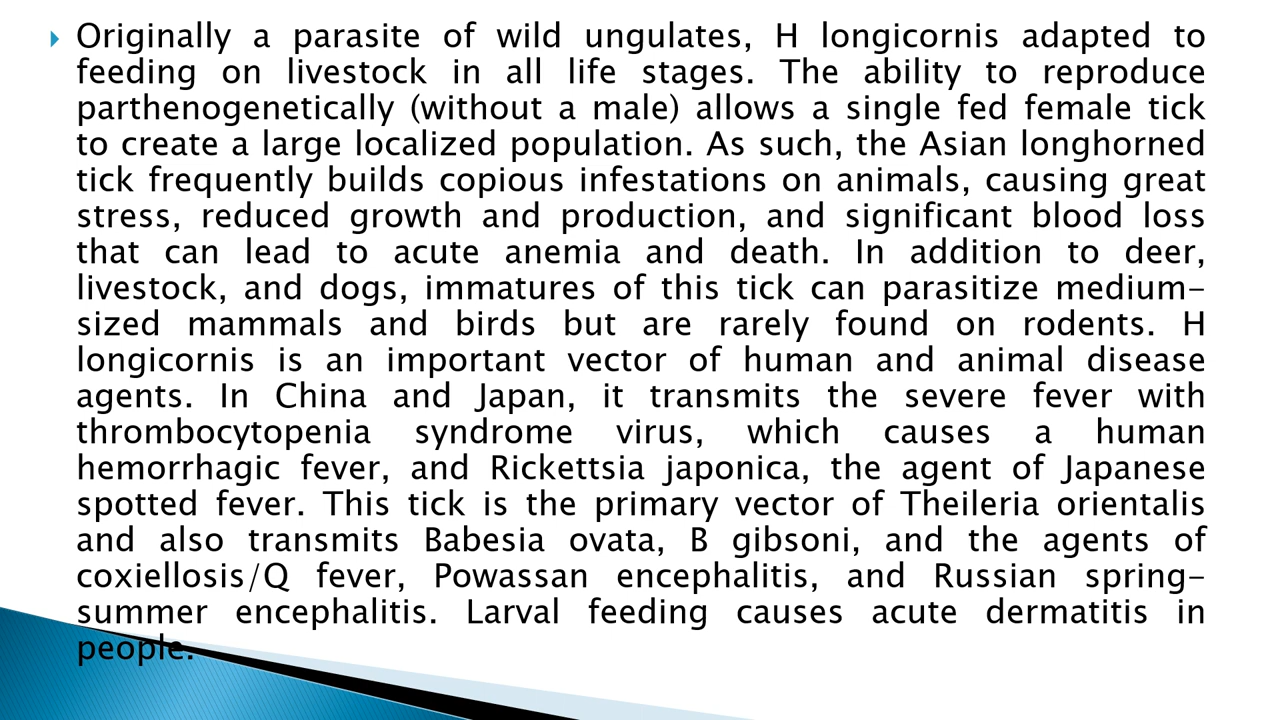 Originally a parasite of wild ungulates, H longicornis adapted to
feeding on livestock in all life stages. The ability to reproduce
parthenogenetically (without a male) allows a single fed female tick
to create a large localized population. As such, the Asian longhorned
tick frequently builds copious infestations on animals, causing great
stress, reduced growth and production, and significant blood loss
that can lead to acute anemia and death. In addition to deer,
livestock, and dogs, immatures of this tick can parasitize medium-
sized mammals and birds but are rarely found on rodents. H
longicornis is an important vector of human and animal disease
agents. In China and Japan, it transmits the severe fever with
thrombocytopenia syndrome virus, which causes a human
hemorrhagic fever, and Rickettsia japonica, the agent of Japanese
spotted fever. This tick is the primary vector of Theileria orientalis
and also transmits Babesia ovata, B gibsoni, and the agents of
coxiellosis/Q fever, Powassan encephalitis, and Russian spring-
summer encephalitis. Larval feeding causes acute dermatitis in
people.